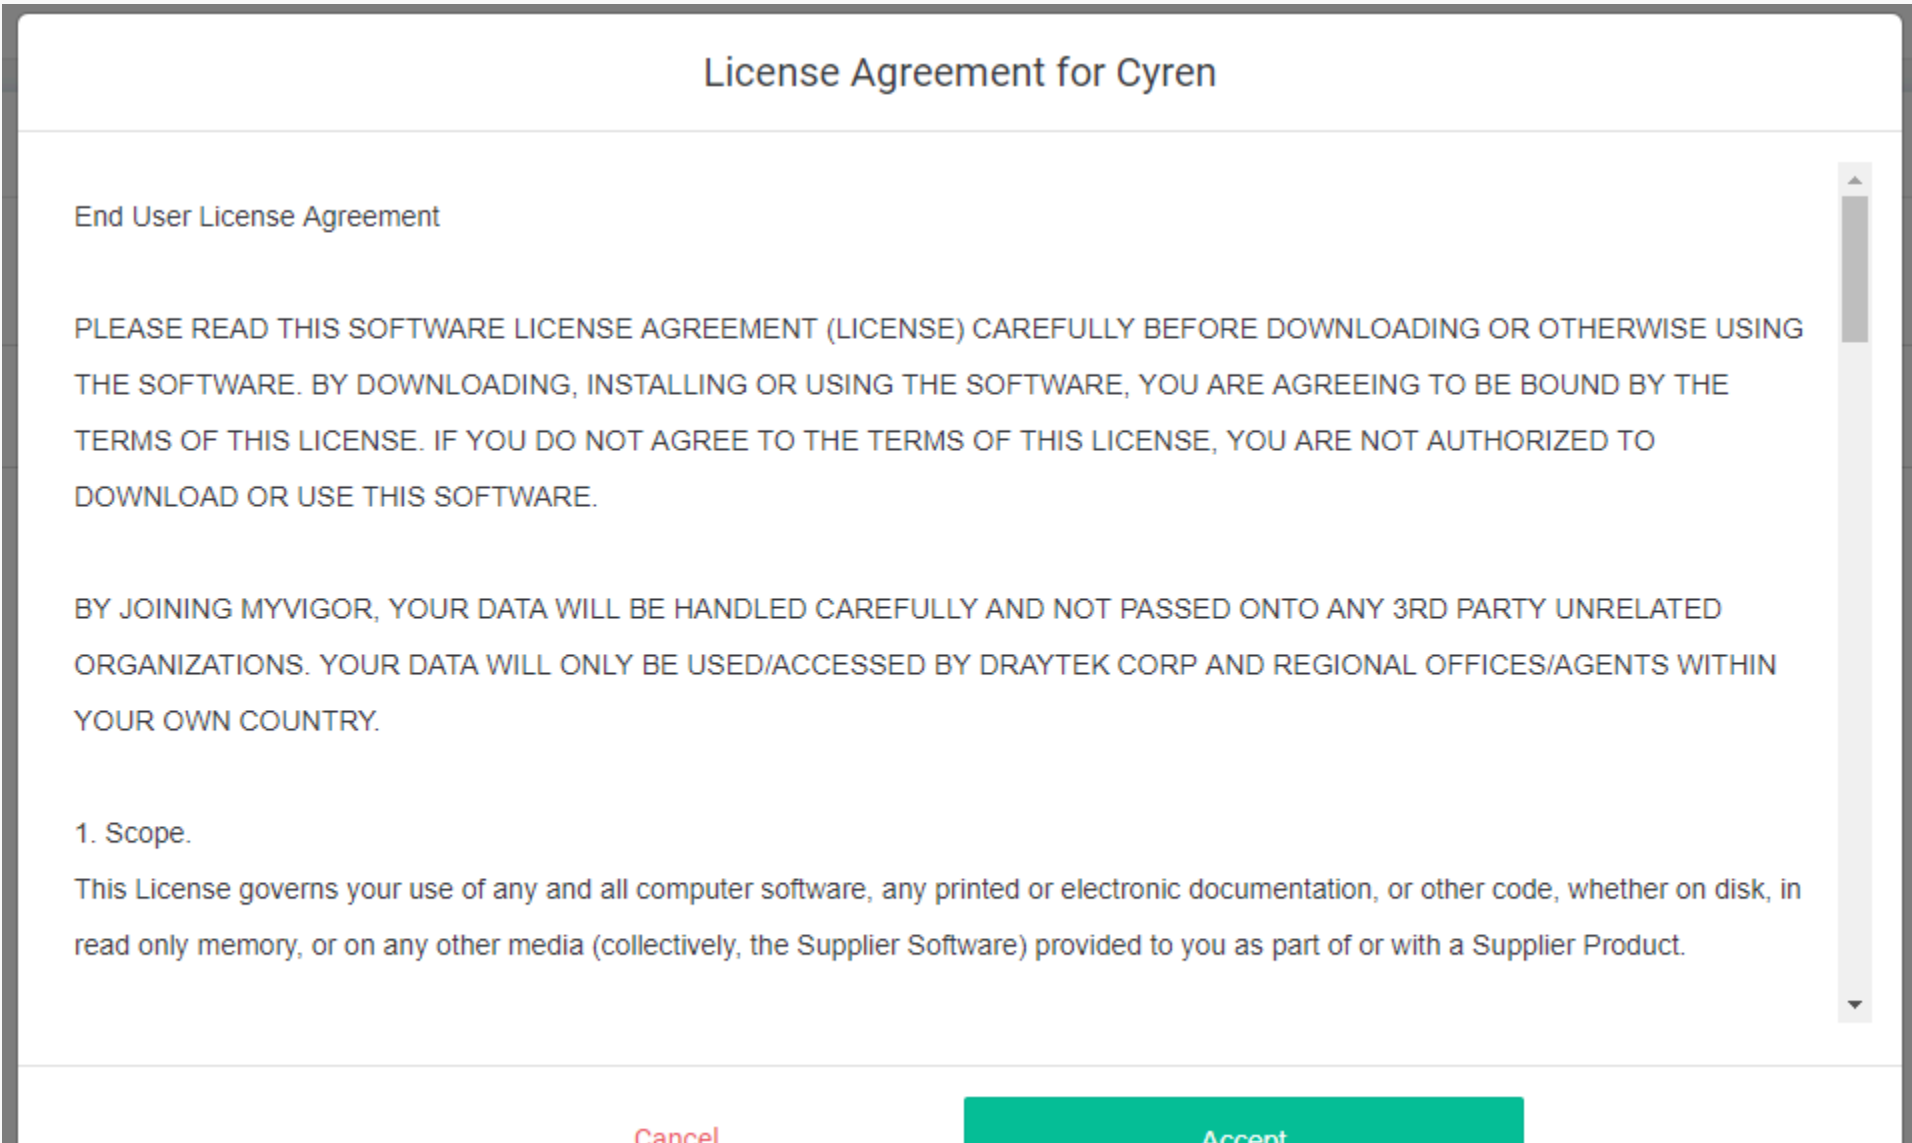 License Agreement for Cyren
End User License Agreement
PLEASE READ THIS SOFTWARE LICENSE AGREEMENT (LICENSE) CAREFULLY BEFORE DOWNLOADING OR OTHERWISE USING
THE SOFTWARE. BY DOWNLOADING, INSTALLING OR USING THE SOFTWARE, YOU ARE AGREEING TO BE BOUND BY THE
TERMS OF THIS LICENSE. IF YOU DO NOT AGREE TO THE TERMS OF THIS LICENSE, YOU ARE NOT AUTHORIZED TO
DOWNLOAD OR USE THIS SOFTWARE.
BY JOINING MYVIGOR, YOUR DATA WILL BE HANDLED CAREFULLY AND NOT PASSED ONTO ANY 3RD PARTY UNRELATED
ORGANIZATIONS. YOUR DATA WILL ONLY BE USED/ACCESSED BY DRAYTEK CORP AND REGIONAL OFFICES/AGENTS WITHIN
YOUR OWN COUNTRY.
1. Scope.
This License governs your use of any and all computer software, any printed or electronic documentation, or other code, whether on disk, in
read only memory, or on any other media (collectively, the Supplier Software) provided to you as part of or with a Supplier Product.
Cancel
Accept